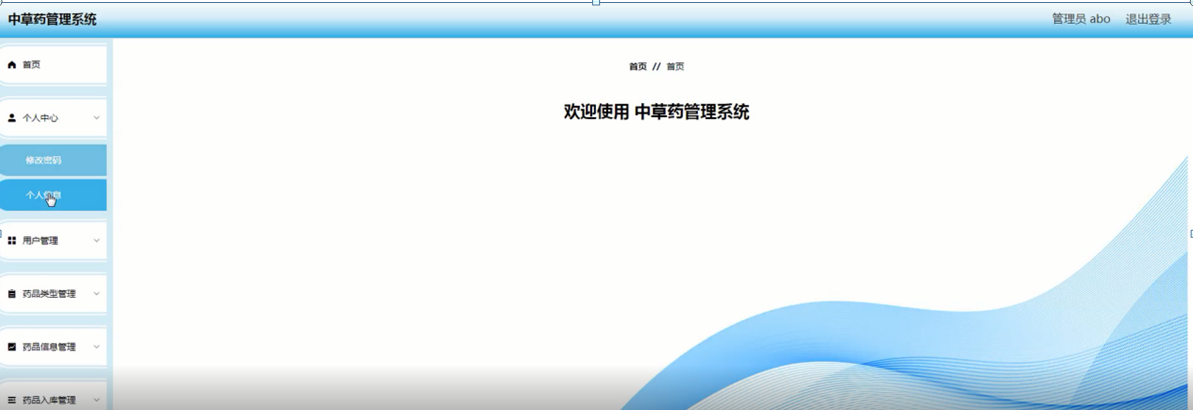 中草药管理系统
管理员 abo 退出登录
首页
首页 // 首页
欢迎使用 中草药管理系统
个人中心
修改密码
个人信息
用户管理
药品类型管理
药品信息管理
药品入库管理